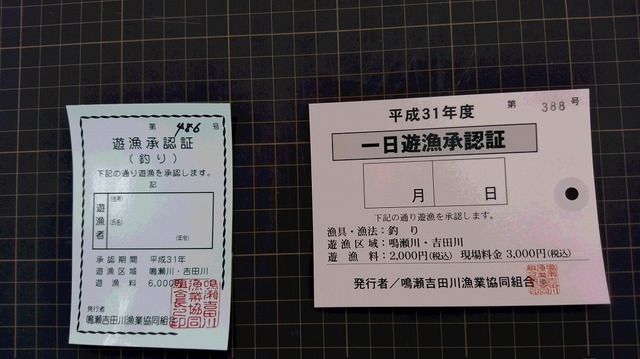 第 486 号
遊漁承認証
(釣り)
下記の通り遊漁を承認します。
記
遊漁者
(住所)
(氏名)
(年令)
承認期間 平成31年
遊漁区域 鳴瀬川・吉田川
遊漁料 6,000
発行者
鳴瀬吉田川漁業協同組合
平成31年度
第 388 号
一日遊漁承認証
月 日
下記の通り遊漁を承認します。
漁具・漁法:釣り
遊漁区域:鳴瀬川・吉田川
遊漁料:2,000円(税込) 現場料金 3,000円(税込)
発行者/鳴瀬吉田川漁業協同組合